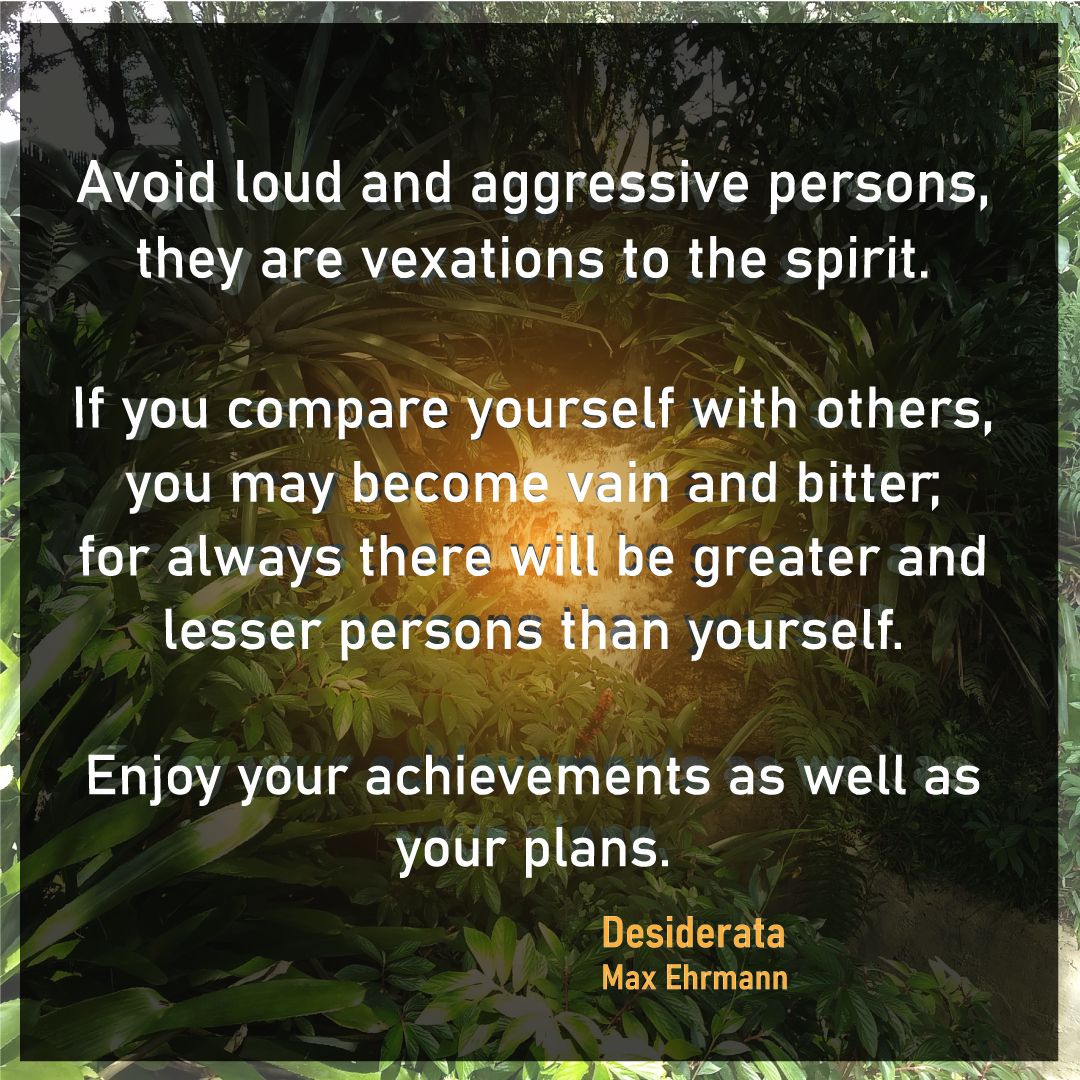 Avoid loud and aggressive persons,
they are vexations to the spirit.
If you compare yourself with others,
you may become vain and bitter;
for always there will be greater and
lesser persons than yourself.
Enjoy your achievements as well as
your plans.
Desiderata
Max Ehrmann